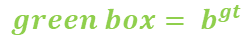 green box = b^{gt}